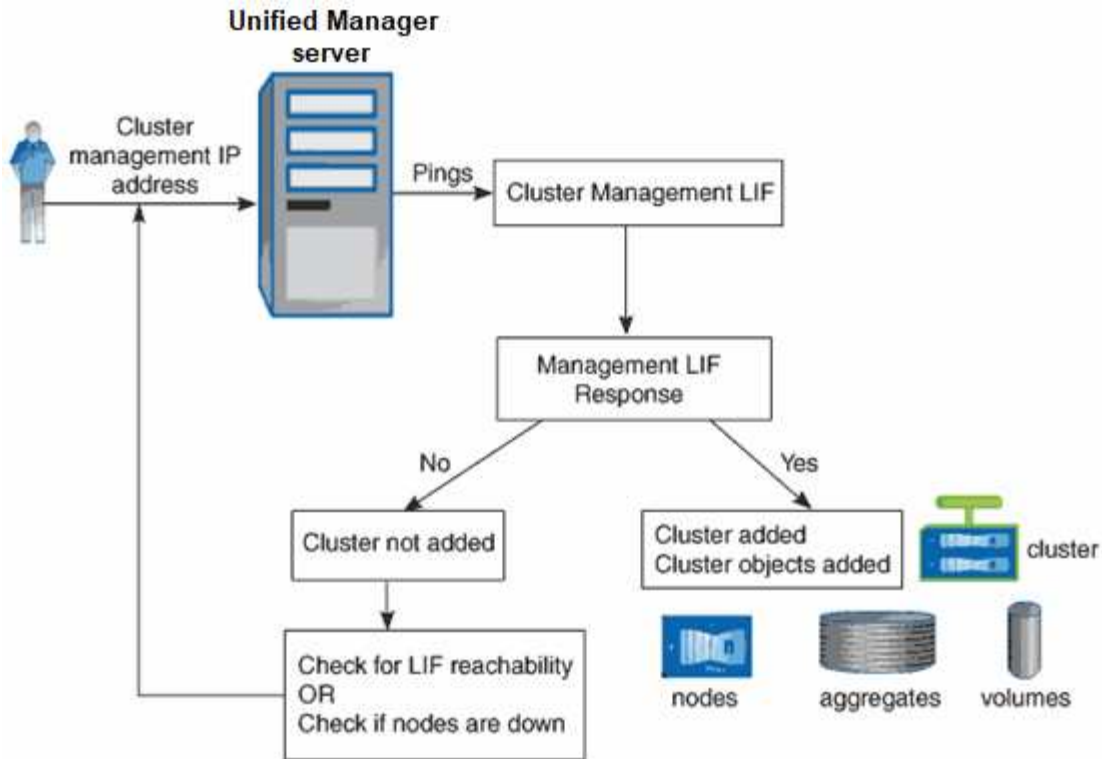 Unified Manager
server
Cluster
management IP
address
Pings
Cluster Management LIF
Management LIF
Response
No
Yes
Cluster not added
Cluster added
Cluster objects added
cluster
Check for LIF reachability
OR
Check if nodes are down
nodes
aggregates
volumes